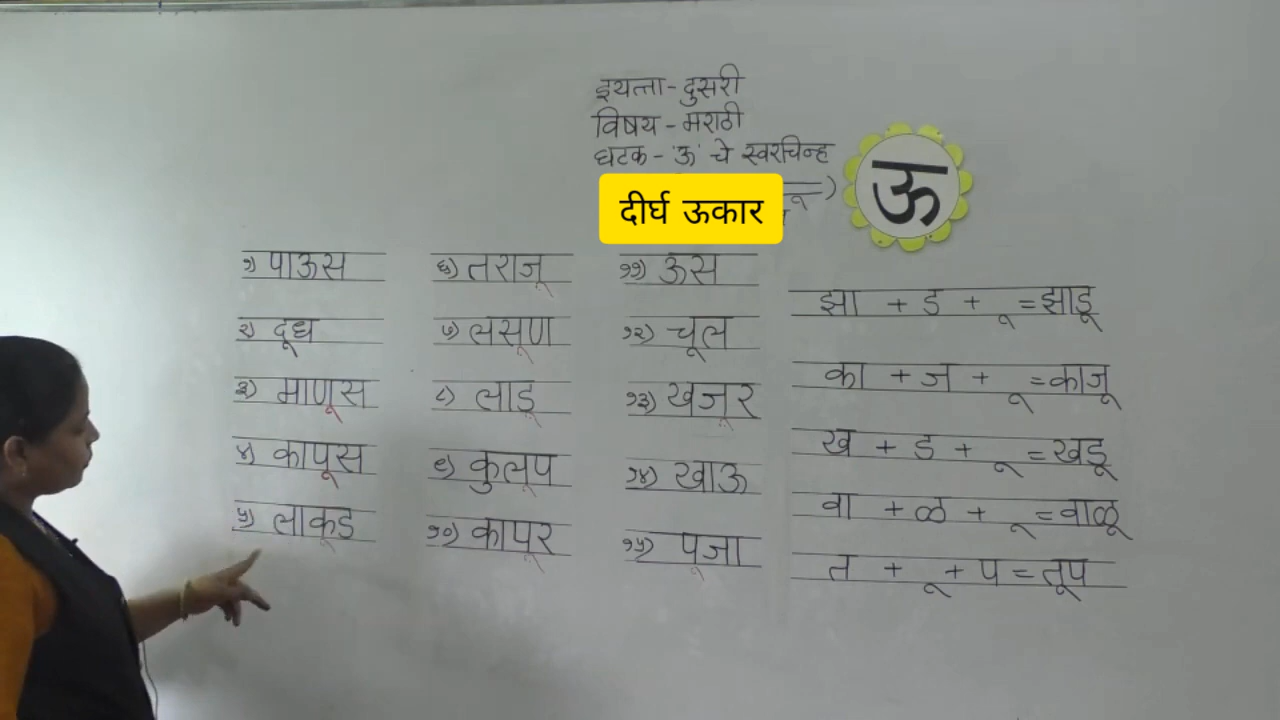 इयत्ता - दुसरी
विषय - मराठी
घटक - 'ऊ' चे स्वरचिन्ह
दीर्घ ऊकार
ऊ
१) पाऊस
२) दूध
३) माणूस
४) कापूस
५) लाकूड
६) तराजू
७) लसूण
८) लाडू
९) कुलूप
१०) कापूर
११) ऊस
१२) चूल
१३) खजूर
१४) खाऊ
१५) पूजा
झा + ड + ू = झाडू
का + ज + ू = काजू
ख + ड + ू = खडू
वा + ळ + ू = वाळू
त + ू + प = तूप